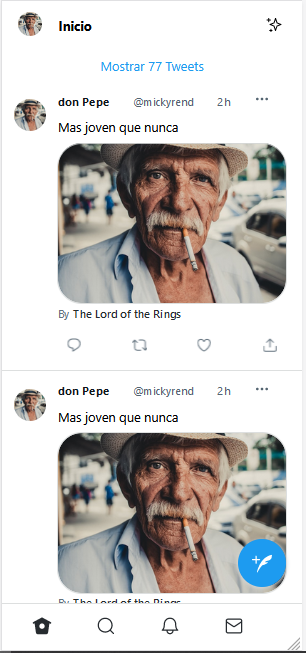 Inicio
Mostrar 77 Tweets
don Pepe @mickyrend 2h
Mas joven que nunca
By The Lord of the Rings
don Pepe @mickyrend 2h
Mas joven que nunca
By The Lord of the Rings